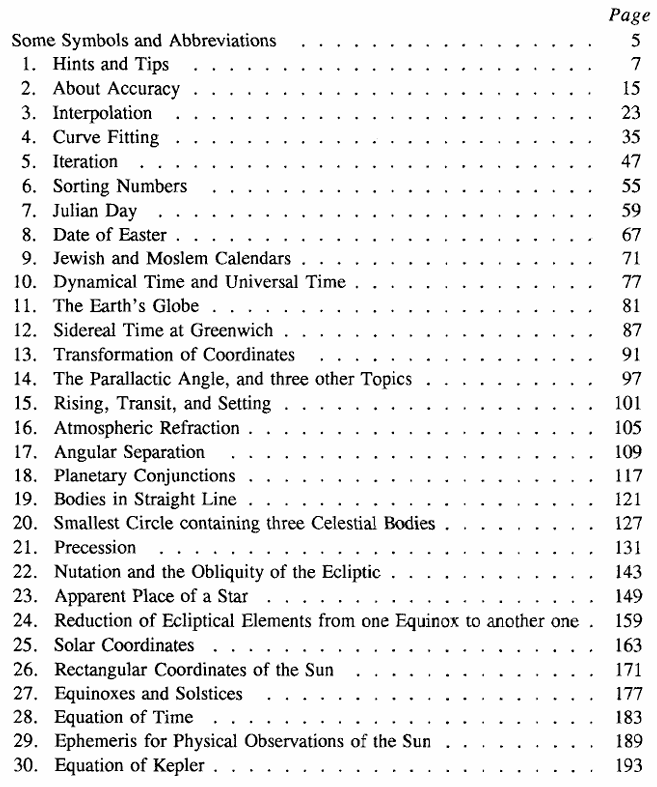 Page
Some Symbols and Abbreviations . . . . . . . . . . . . . . . . . . 5
1. Hints and Tips . . . . . . . . . . . . . . . . . . . . . . . 7
2. About Accuracy . . . . . . . . . . . . . . . . . . . . . . . 15
3. Interpolation . . . . . . . . . . . . . . . . . . . . . . . 23
4. Curve Fitting . . . . . . . . . . . . . . . . . . . . . . . 35
5. Iteration . . . . . . . . . . . . . . . . . . . . . . . . . 47
6. Sorting Numbers . . . . . . . . . . . . . . . . . . . . . . 55
7. Julian Day . . . . . . . . . . . . . . . . . . . . . . . . 59
8. Date of Easter . . . . . . . . . . . . . . . . . . . . . . . 67
9. Jewish and Moslem Calendars . . . . . . . . . . . . . . . . . 71
10. Dynamical Time and Universal Time . . . . . . . . . . . . . . 77
11. The Earth's Globe . . . . . . . . . . . . . . . . . . . . . . 81
12. Sidereal Time at Greenwich . . . . . . . . . . . . . . . . . . 87
13. Transformation of Coordinates . . . . . . . . . . . . . . . . 91
14. The Parallactic Angle, and three other Topics . . . . . . . . . . 97
15. Rising, Transit, and Setting . . . . . . . . . . . . . . . . . . 101
16. Atmospheric Refraction . . . . . . . . . . . . . . . . . . . . 105
17. Angular Separation . . . . . . . . . . . . . . . . . . . . . 109
18. Planetary Conjunctions . . . . . . . . . . . . . . . . . . . . 117
19. Bodies in Straight Line . . . . . . . . . . . . . . . . . . . . 121
20. Smallest Circle containing three Celestial Bodies . . . . . . . . . 127
21. Precession . . . . . . . . . . . . . . . . . . . . . . . . 131
22. Nutation and the Obliquity of the Ecliptic . . . . . . . . . . . . 143
23. Apparent Place of a Star . . . . . . . . . . . . . . . . . . . 149
24. Reduction of Ecliptical Elements from one Equinox to another one . 159
25. Solar Coordinates . . . . . . . . . . . . . . . . . . . . . . 163
26. Rectangular Coordinates of the Sun . . . . . . . . . . . . . . 171
27. Equinoxes and Solstices . . . . . . . . . . . . . . . . . . . 177
28. Equation of Time . . . . . . . . . . . . . . . . . . . . . . 183
29. Ephemeris for Physical Observations of the Sun . . . . . . . . . 189
30. Equation of Kepler . . . . . . . . . . . . . . . . . . . . . . 193